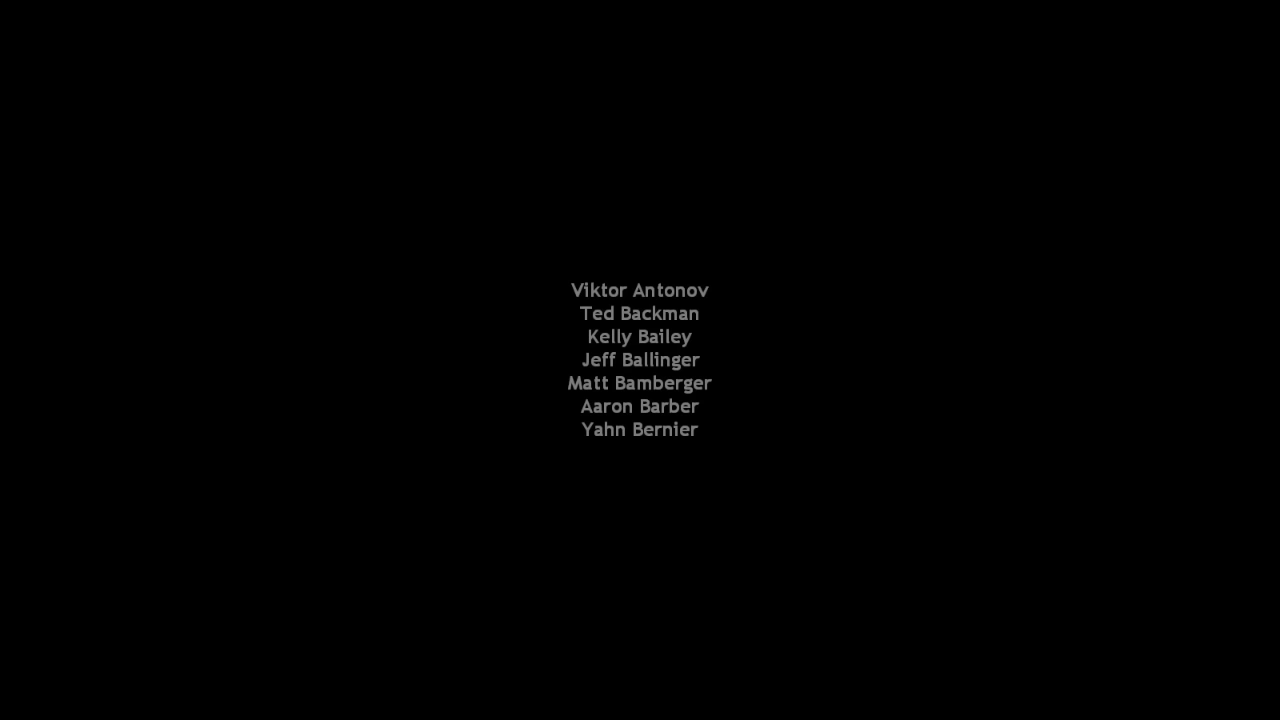 Viktor Antonov
Ted Backman
Kelly Bailey
Jeff Ballinger
Matt Bamberger
Aaron Barber
Yahn Bernier